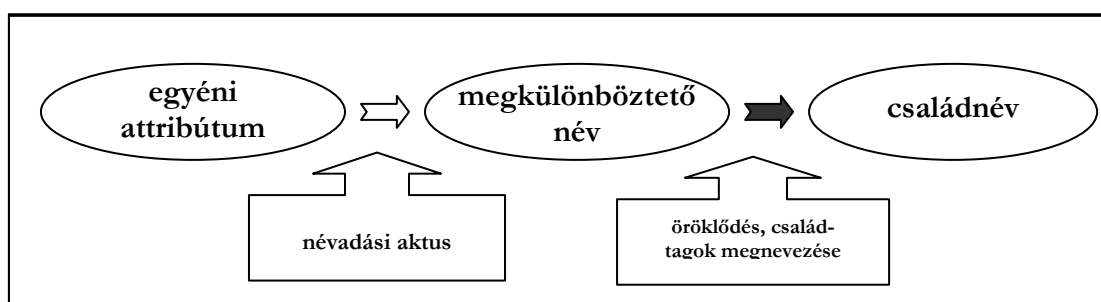 egyéni
attribútum
megkülönböztető
név
családnév
névadási aktus
öröklődés, család-
tagok megnevezése